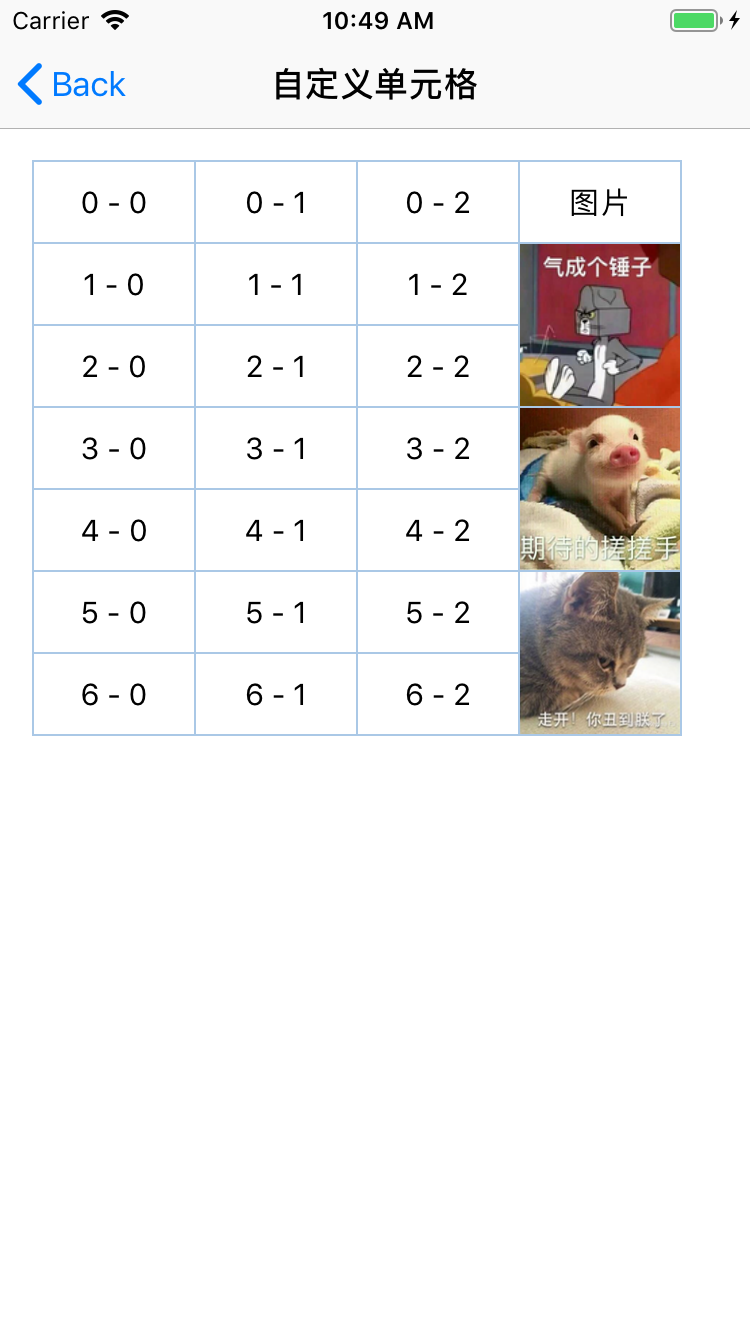 Carrier 10:49 AM
Back 自定义单元格
0 - 0 0 - 1 0 - 2 图片
气成个锤子
1 - 0 1 - 1 1 - 2
2 - 0 2 - 1 2 - 2
3 - 0 3 - 1 3 - 2
4 - 0 4 - 1 4 - 2
期待的搓搓手
5 - 0 5 - 1 5 - 2
6 - 0 6 - 1 6 - 2
走开！你丑到朕了